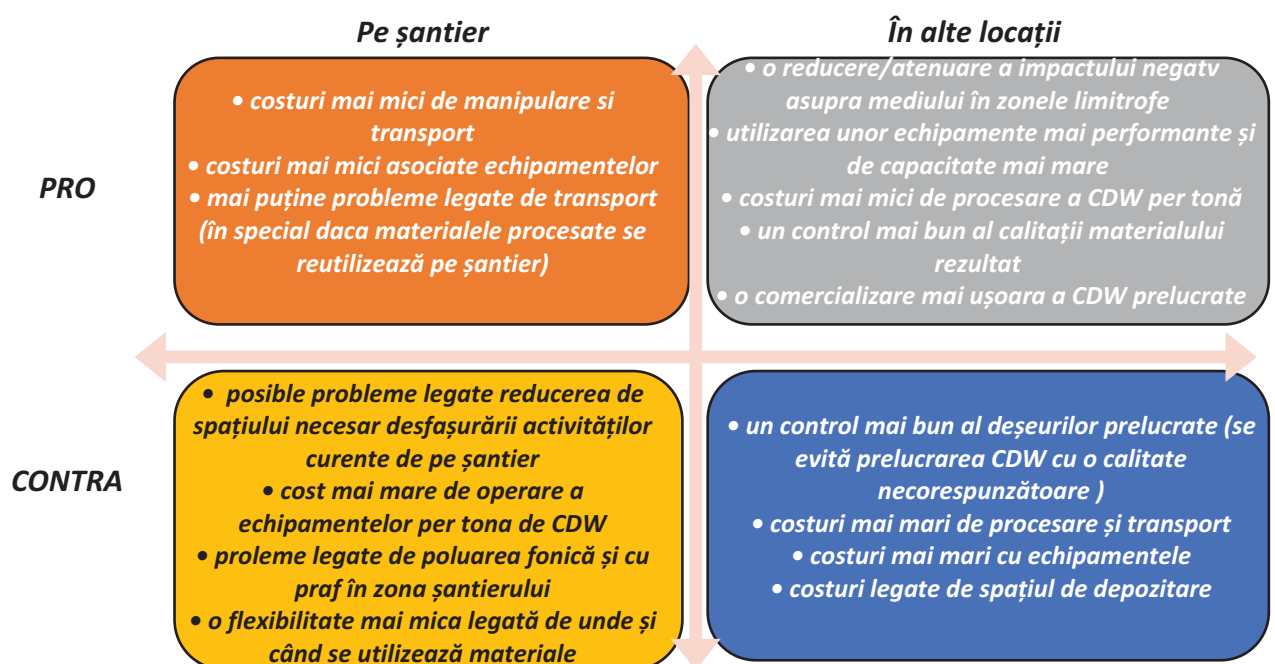 Pe șantier
În alte locații
PRO
• costuri mai mici de manipulare si
transport
• costuri mai mici asociate echipamentelor
• mai puține probleme legate de transport
(în special daca materialele procesate se
reutilizează pe șantier)
• o reducere/atenuare a impactului negatv
asupra mediului în zonele limitrofe
• utilizarea unor echipamente mai performante și
de capacitate mai mare
• costuri mai mici de procesare a CDW per tonă
• un control mai bun al calității materialului
rezultat
• o comercializare mai ușoara a CDW prelucrate
CONTRA
• posible probleme legate reducerea de
spațiului necesar desfașurării activităților
curente de pe șantier
• cost mai mare de operare a
echipamentelor per tona de CDW
• proleme legate de poluarea fonică și cu
praf în zona șantierului
• o flexibilitate mai mica legată de unde și
când se utilizează materiale
• un control mai bun al deșeurilor prelucrate (se
evită prelucrarea CDW cu o calitate
necorespunzătoare )
• costuri mai mari de procesare și transport
• costuri mai mari cu echipamentele
• costuri legate de spațiul de depozitare